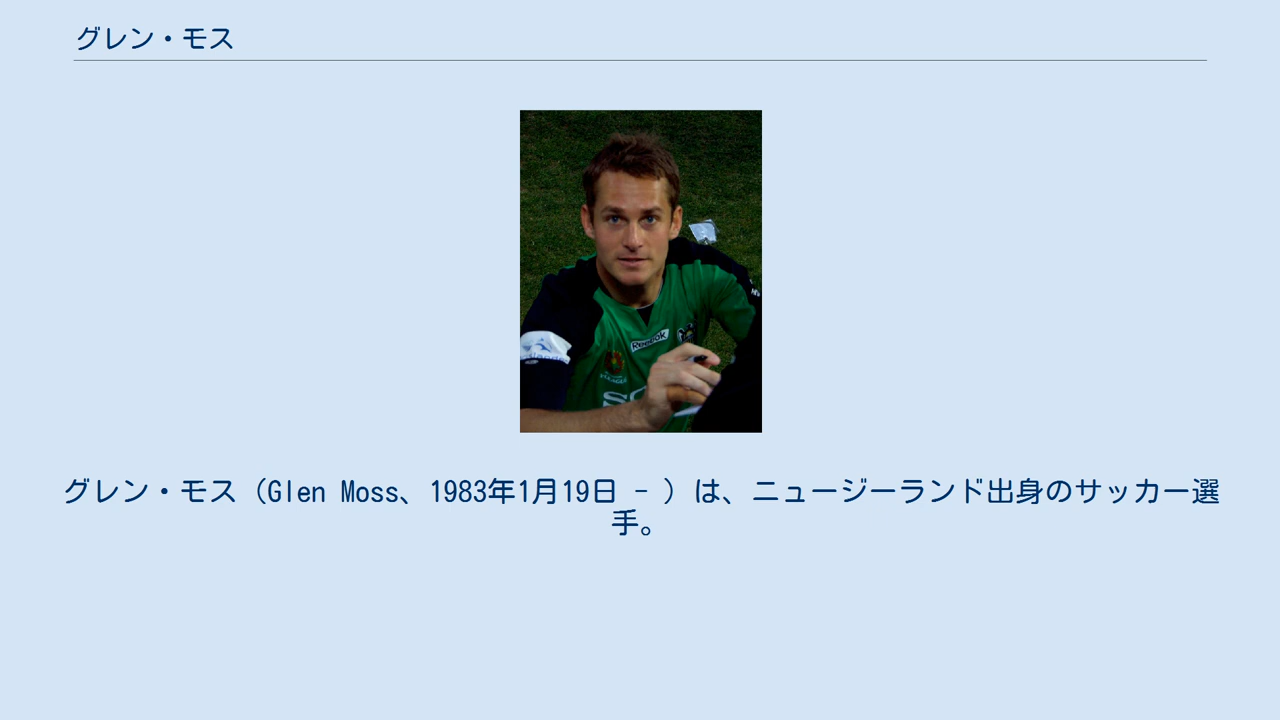 グレン・モス
Reebok
グレン・モス（Glen Moss、1983年1月19日 - ）は、ニュージーランド出身のサッカー選
手。